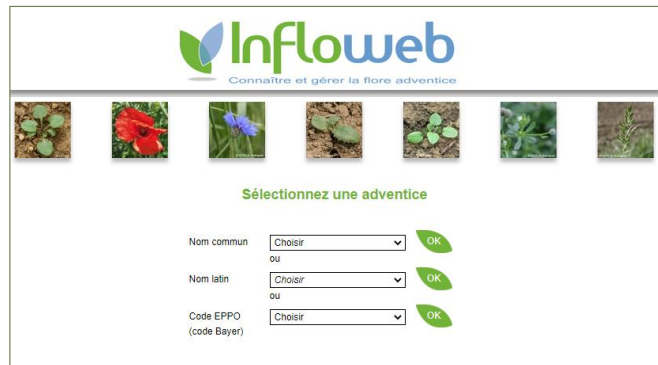 Infloweb
Connaître et gérer la flore adventice
Sélectionnez une adventice
Nom commun Choisir OK
ou
Nom latin Choisir OK
ou
Code EPPO Choisir OK
(code Bayer)